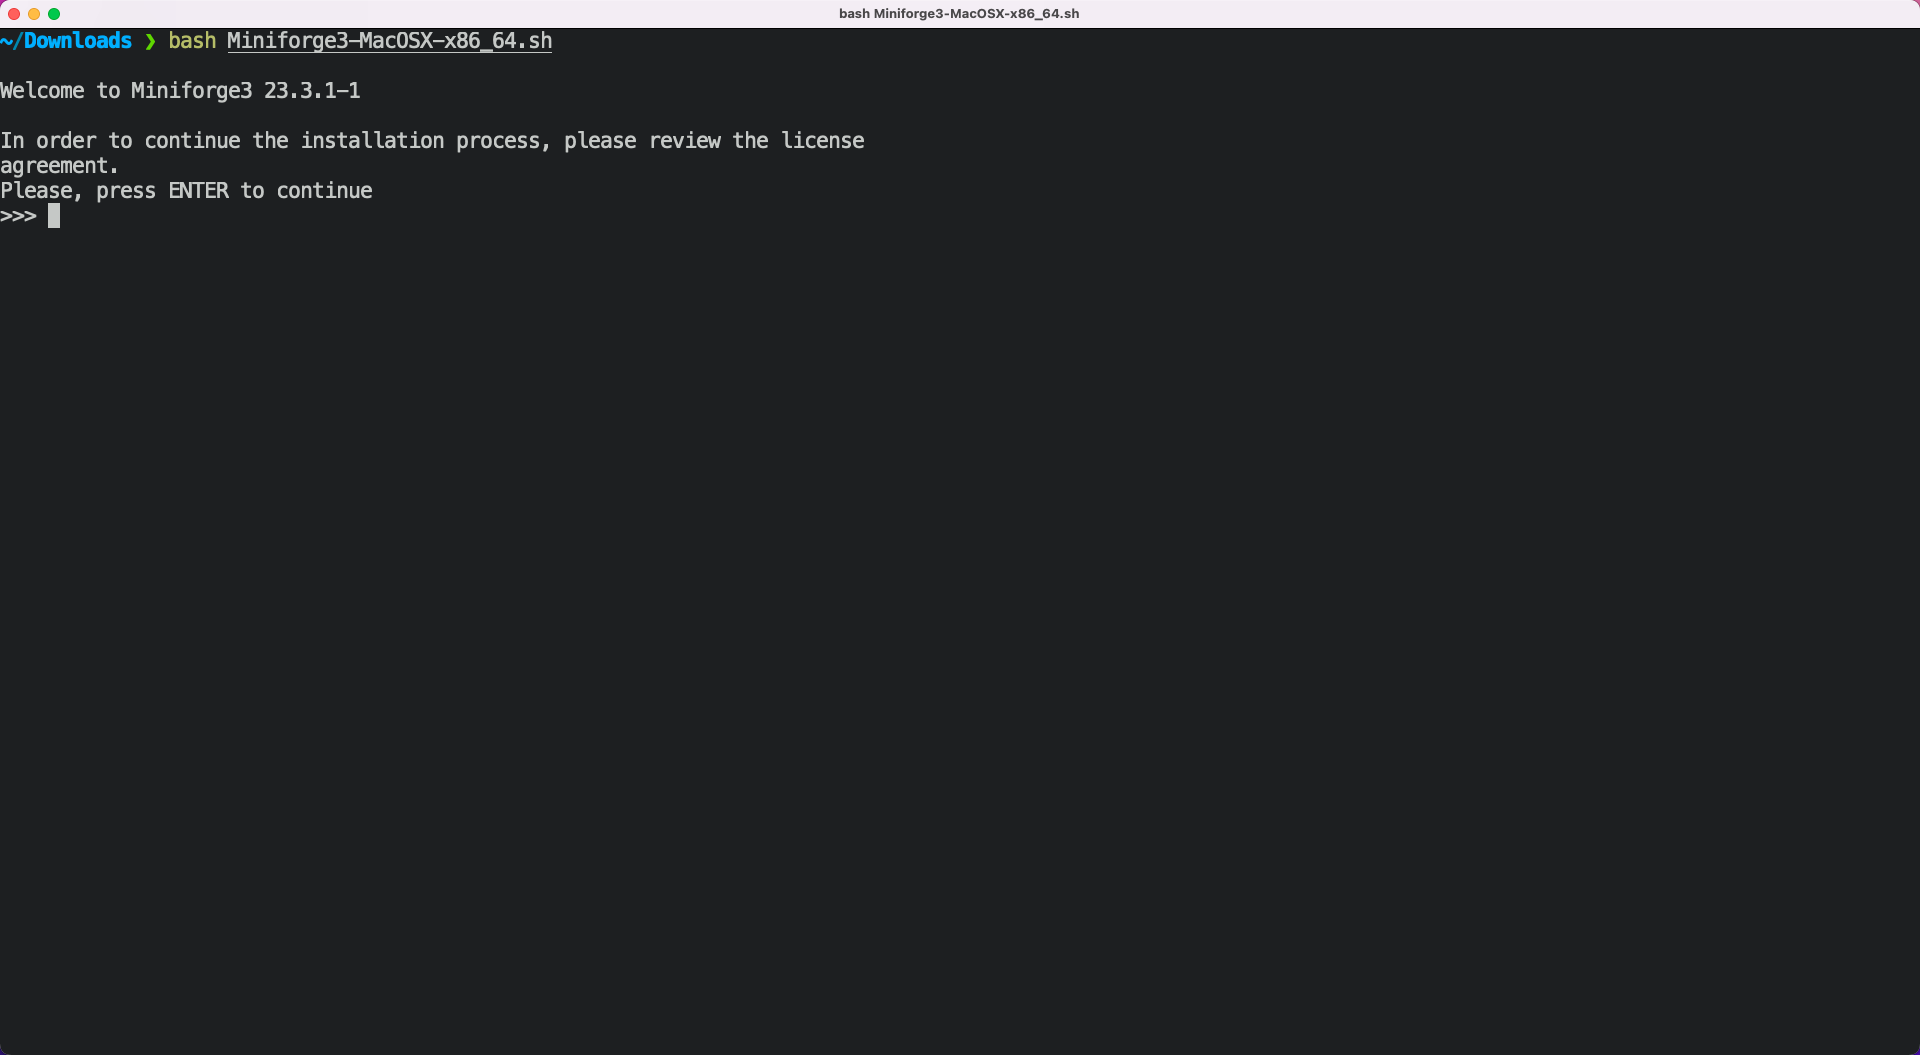 bash Miniforge3-MacOSX-x86_64.sh
~/Downloads ❯ bash Miniforge3-MacOSX-x86_64.sh
Welcome to Miniforge3 23.3.1-1
In order to continue the installation process, please review the license
agreement.
Please, press ENTER to continue
>>>